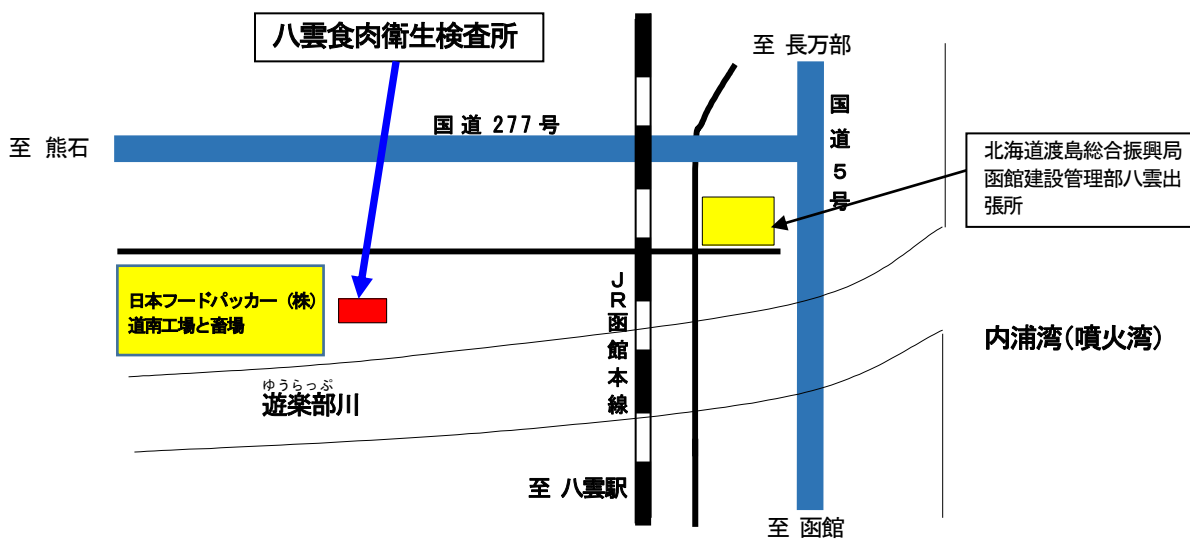 八雲食肉衛生検査所
至 長万部
国道 277号
国道5号
至 熊石
北海道渡島総合振興局
函館建設管理部八雲出
張所
日本フードパッカー（株）
道南工場と畜場
JR函館本線
内浦湾（噴火湾）
ゆうらっぷ
遊楽部川
至 八雲駅
至 函館